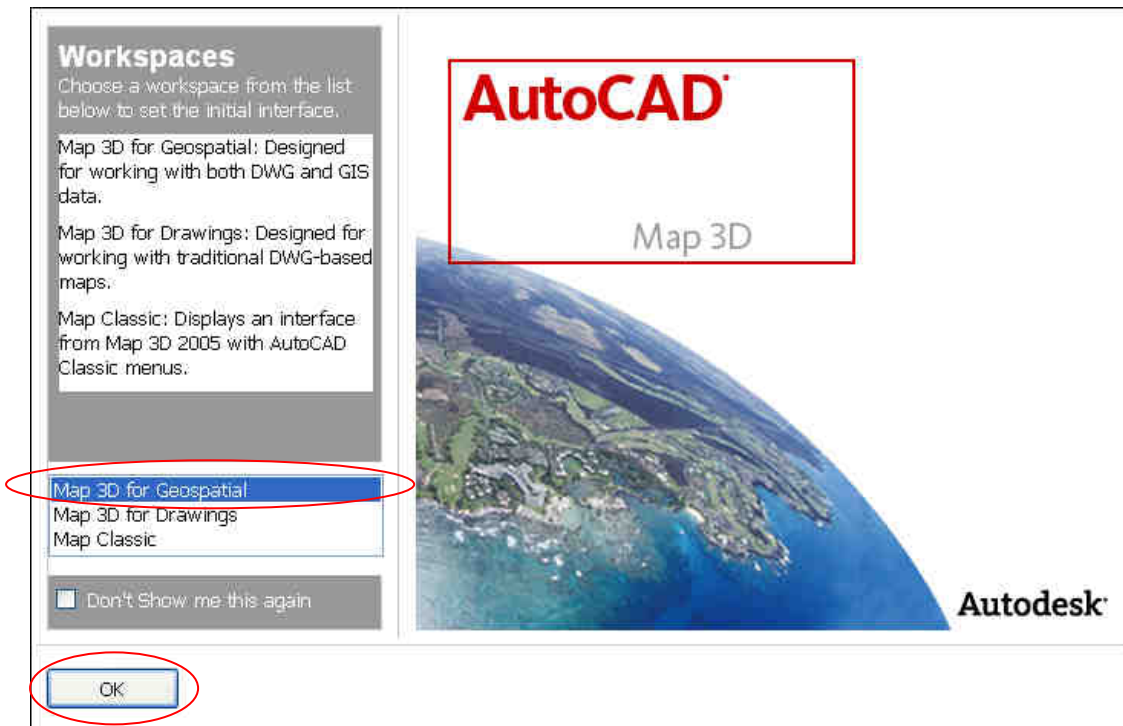 Workspaces
Choose a workspace from the list
below to set the initial interface.
Map 3D for Geospatial: Designed
for working with both DWG and GIS
data.
Map 3D for Drawings: Designed for
working with traditional DWG-based
maps.
Map Classic: Displays an interface
from Map 3D 2005 with AutoCAD
Classic menus.
Map 3D for Geospatial
Map 3D for Drawings
Map Classic
Don't Show me this again
OK
AutoCAD
Map 3D
Autodesk